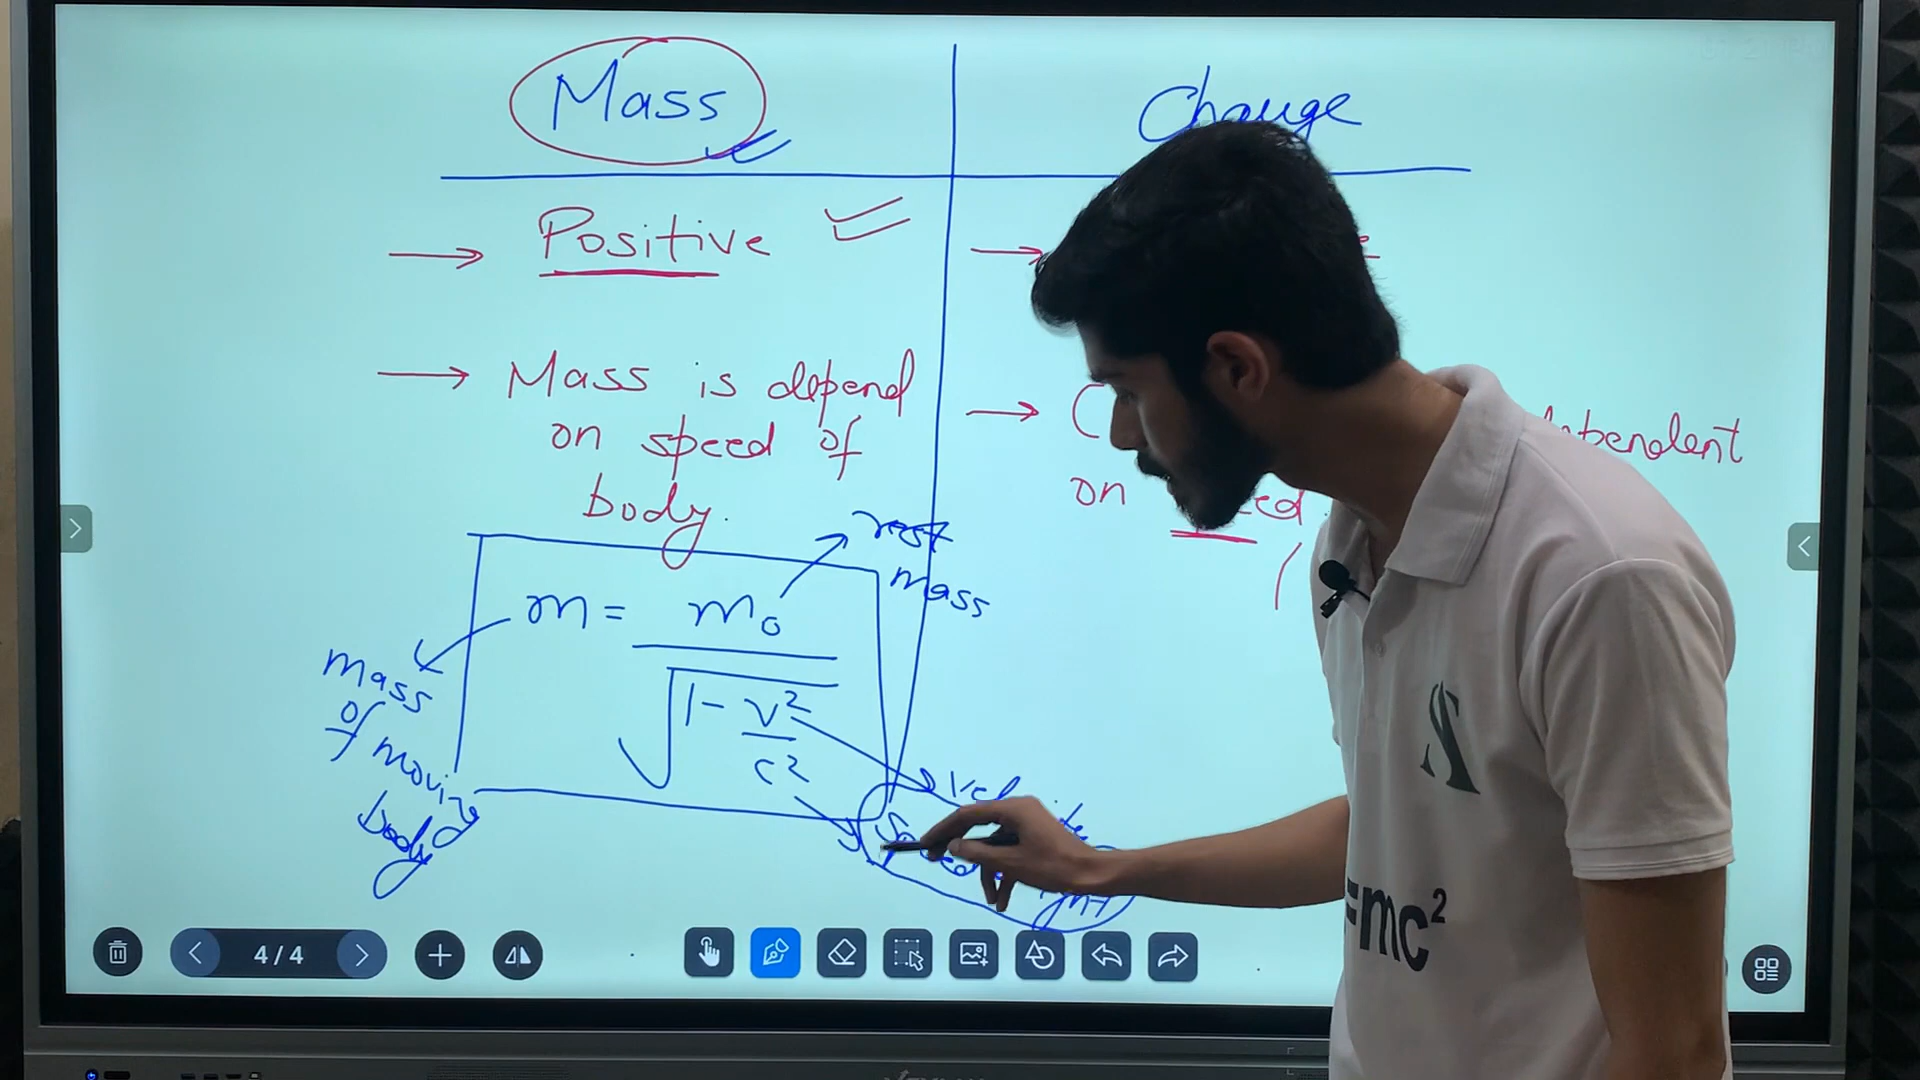 Mass
Charge
→ Positive
→ Mass is depend
on speed of
body.
→
dependent
on
rest
mass
m = m₀ / √(1 - v²/c²)
mass
of moving
body
4/4
=mc²